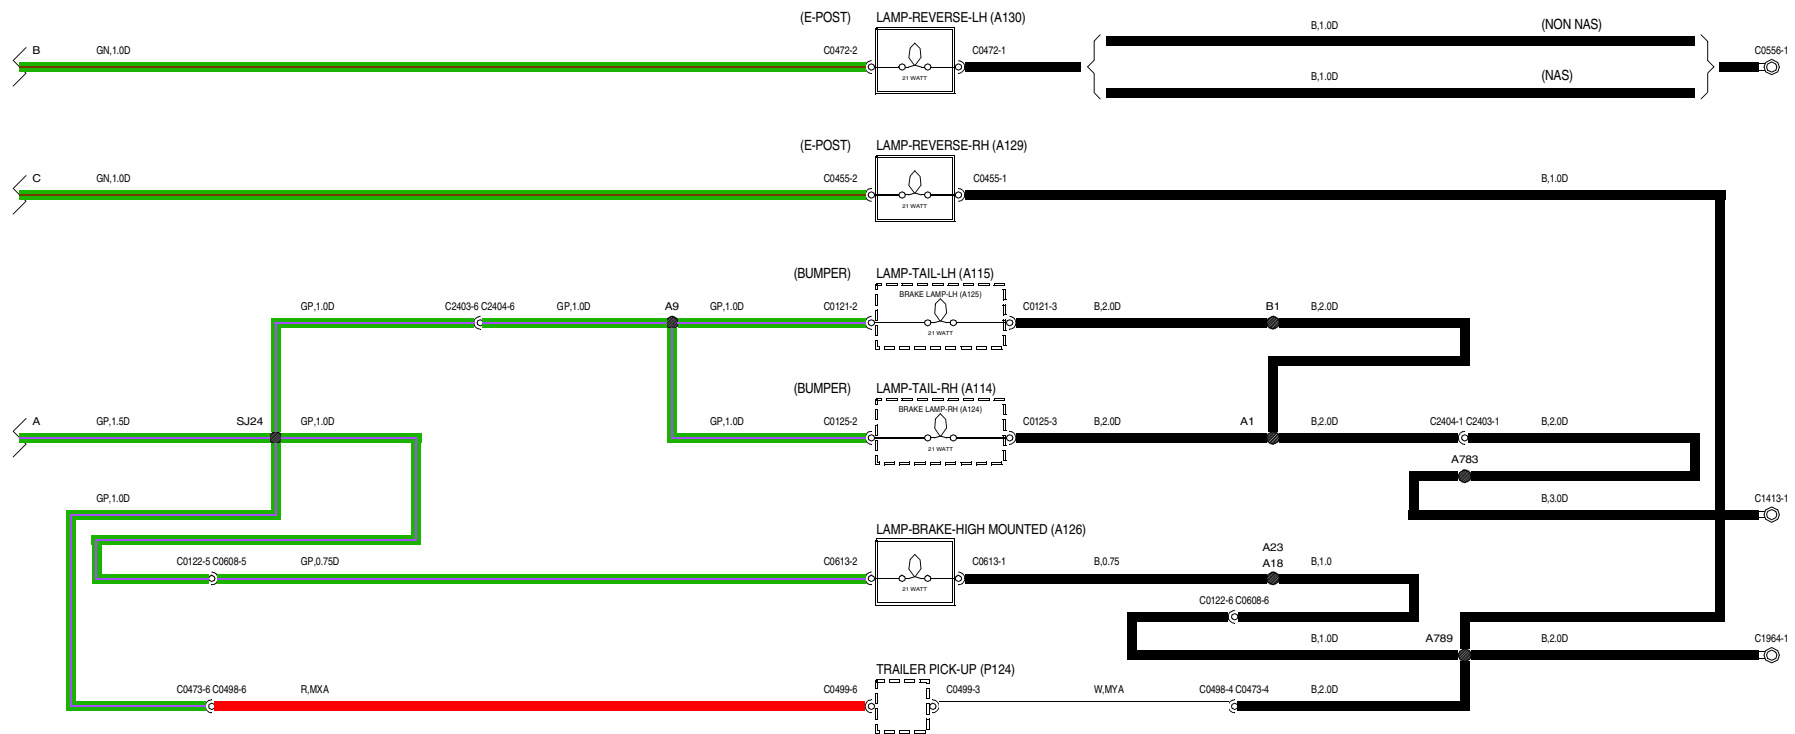 (E-POST) LAMP-REVERSE-LH (A130)
B,1.0D (NON NAS)
B GN,1.0D C0472-2 C0472-1 C0556-1
B,1.0D (NAS)
21 WATT
(E-POST) LAMP-REVERSE-RH (A129)
C GN,1.0D C0455-2 C0455-1 B,1.0D
21 WATT
(BUMPER) LAMP-TAIL-LH (A115)
BRAKE LAMP-LH (A125)
GP,1.0D C2403-6 C2404-6 GP,1.0D A9 GP,1.0D C0121-2 C0121-3 B,2.0D B1 B,2.0D
21 WATT
(BUMPER) LAMP-TAIL-RH (A114)
BRAKE LAMP-RH (A124)
A GP,1.5D SJ24 GP,1.0D GP,1.0D C0125-2 C0125-3 B,2.0D A1 B,2.0D C2404-1 C2403-1 B,2.0D
21 WATT
A783
GP,1.0D B,3.0D C1413-1
LAMP-BRAKE-HIGH MOUNTED (A126)
A23
C0122-5 C0608-5 GP,0.75D C0613-2 C0613-1 B,0.75 A18 B,1.0
21 WATT
C0122-6 C0608-6
B,1.0D A789 B,2.0D C1964-1
TRAILER PICK-UP (P124)
C0473-6 C0498-6 R,MXA C0499-6 C0499-3 W,MYA C0498-4 C0473-4 B,2.0D